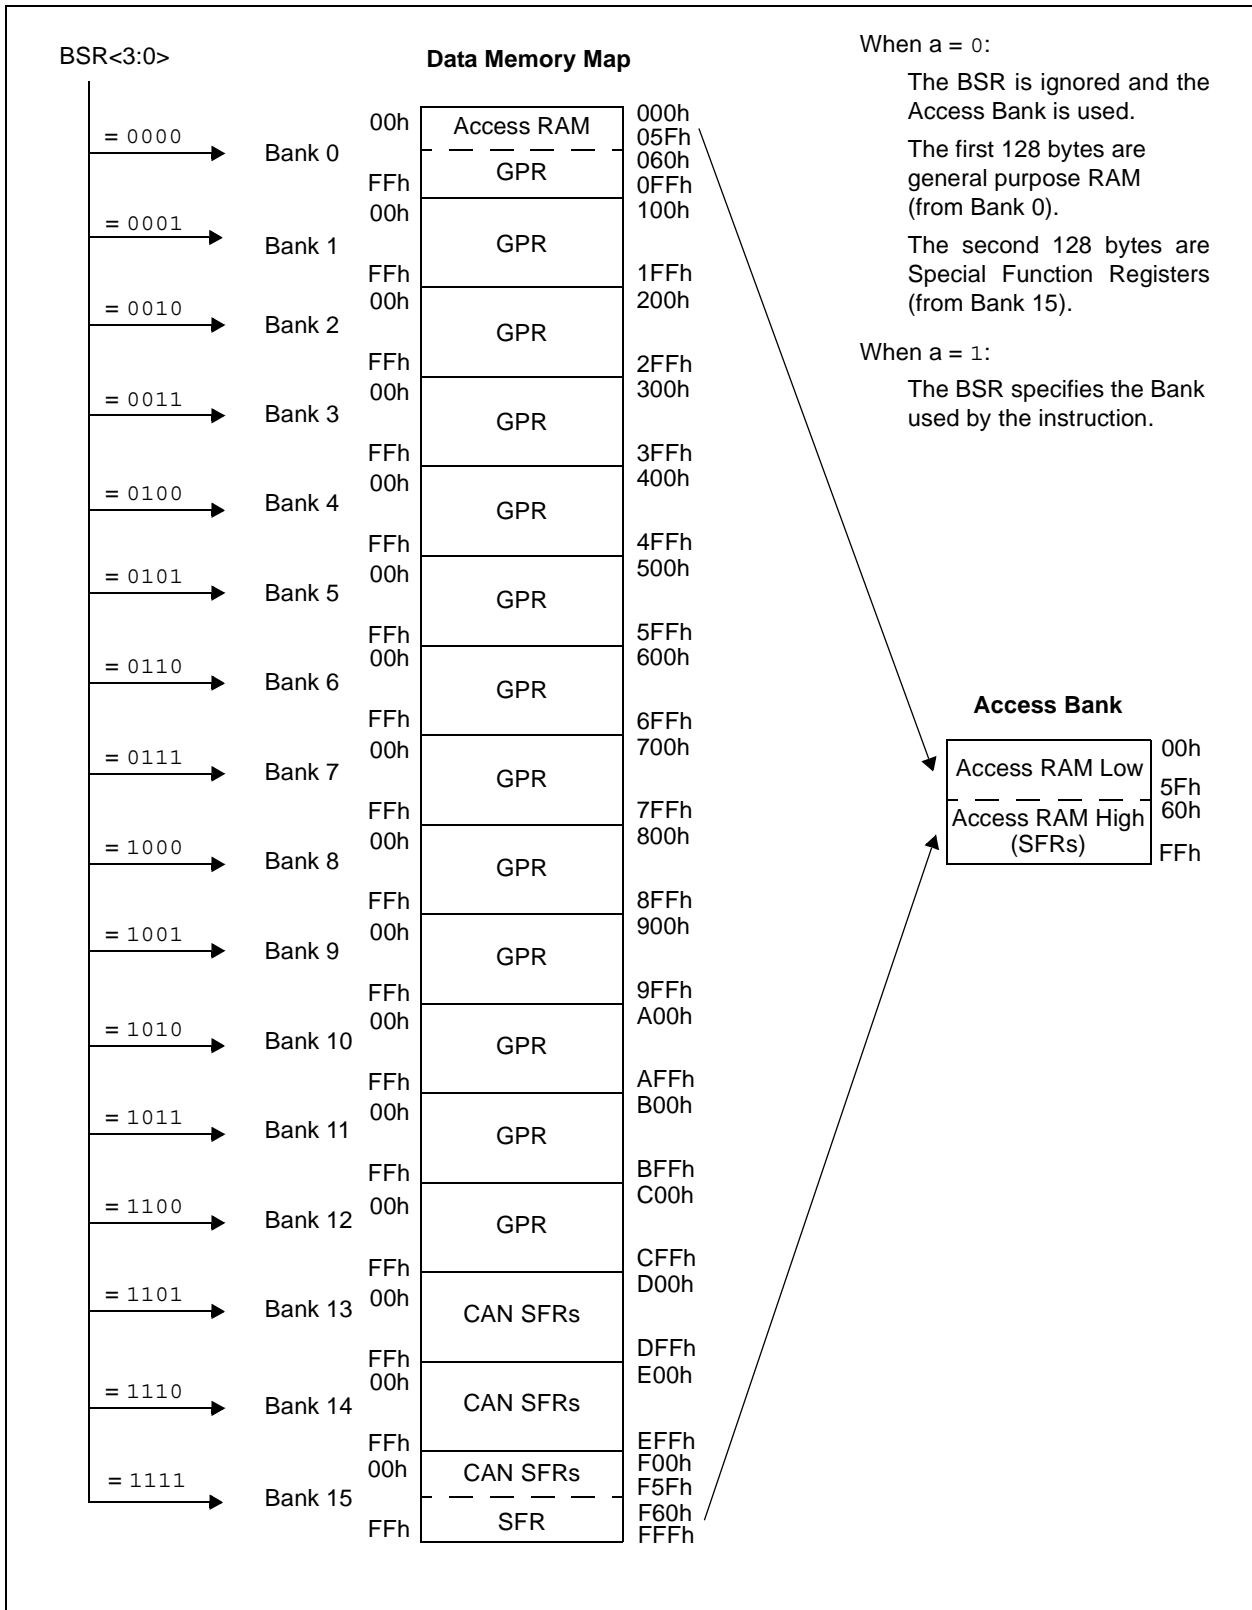 BSR<3:0>
Data Memory Map
When a = 0:
The BSR is ignored and the
Access Bank is used.
The first 128 bytes are
general purpose RAM
(from Bank 0).
The second 128 bytes are
Special Function Registers
(from Bank 15).
When a = 1:
The BSR specifies the Bank
used by the instruction.
= 0000
Bank 0
00h
Access RAM
000h
05Fh
GPR
060h
FFh
0FFh
= 0001
Bank 1
00h
GPR
100h
FFh
1FFh
= 0010
Bank 2
00h
GPR
200h
FFh
2FFh
= 0011
Bank 3
00h
GPR
300h
FFh
3FFh
= 0100
Bank 4
00h
GPR
400h
FFh
4FFh
= 0101
Bank 5
00h
GPR
500h
FFh
5FFh
= 0110
Bank 6
00h
GPR
600h
FFh
6FFh
= 0111
Bank 7
00h
GPR
700h
FFh
7FFh
= 1000
Bank 8
00h
GPR
800h
FFh
8FFh
= 1001
Bank 9
00h
GPR
900h
FFh
9FFh
= 1010
Bank 10
00h
GPR
A00h
FFh
AFFh
= 1011
Bank 11
00h
GPR
B00h
FFh
BFFh
= 1100
Bank 12
00h
GPR
C00h
FFh
CFFh
= 1101
Bank 13
00h
CAN SFRs
D00h
FFh
DFFh
= 1110
Bank 14
00h
CAN SFRs
E00h
FFh
EFFh
= 1111
Bank 15
00h
CAN SFRs
F00h
F5Fh
SFR
F60h
FFh
FFFh
Access Bank
Access RAM Low
00h
5Fh
Access RAM High
(SFRs)
60h
FFh